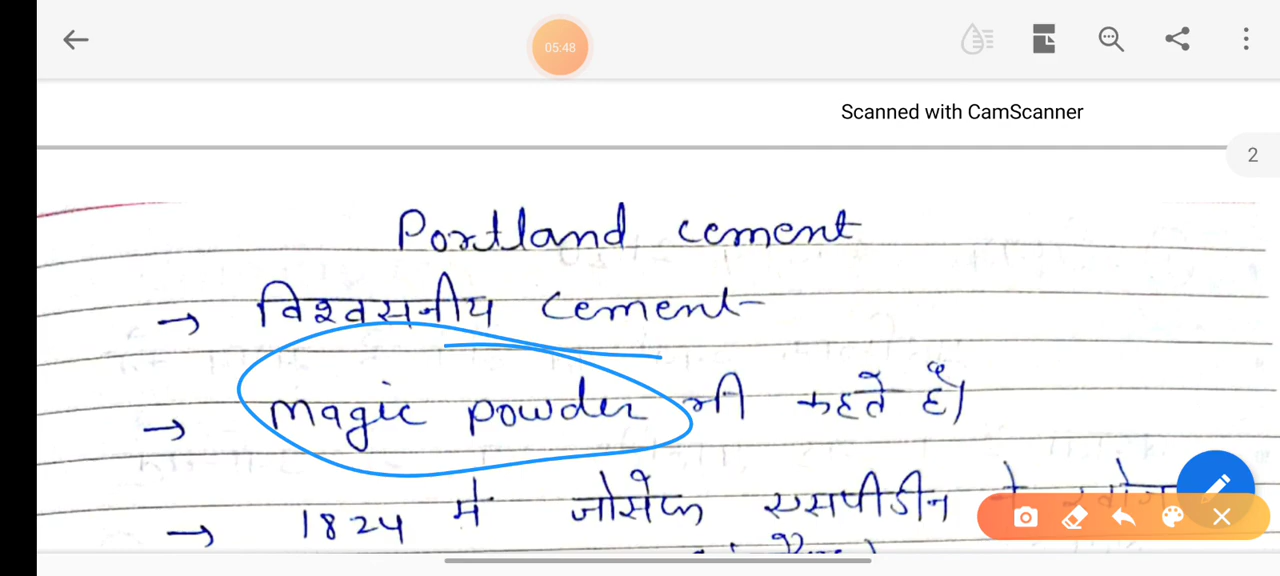 05:48
Scanned with CamScanner
2
Portland cement
→ विश्वसनीय cement
→ magic powder भी कहते है।
→ 1824 में जोसेफ एसपीडीन ने खोज